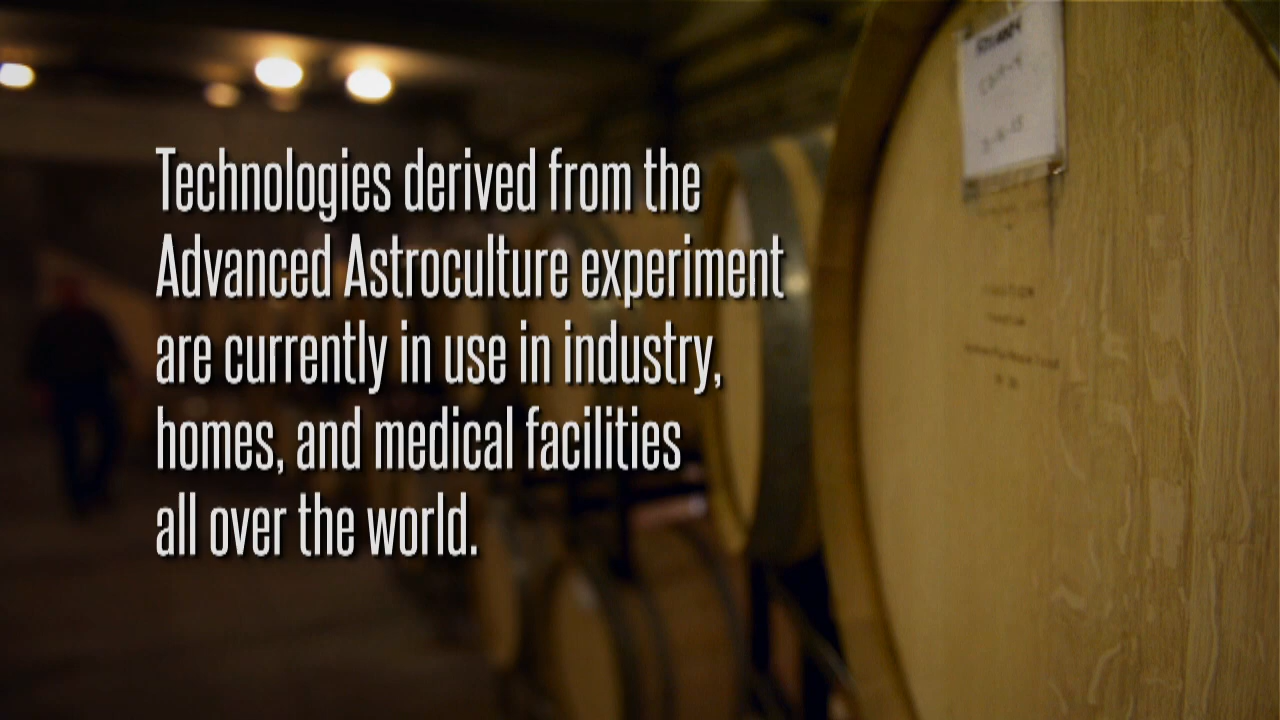 Technologies derived from the
Advanced Astroculture experiment
are currently in use in industry,
homes, and medical facilities
all over the world.